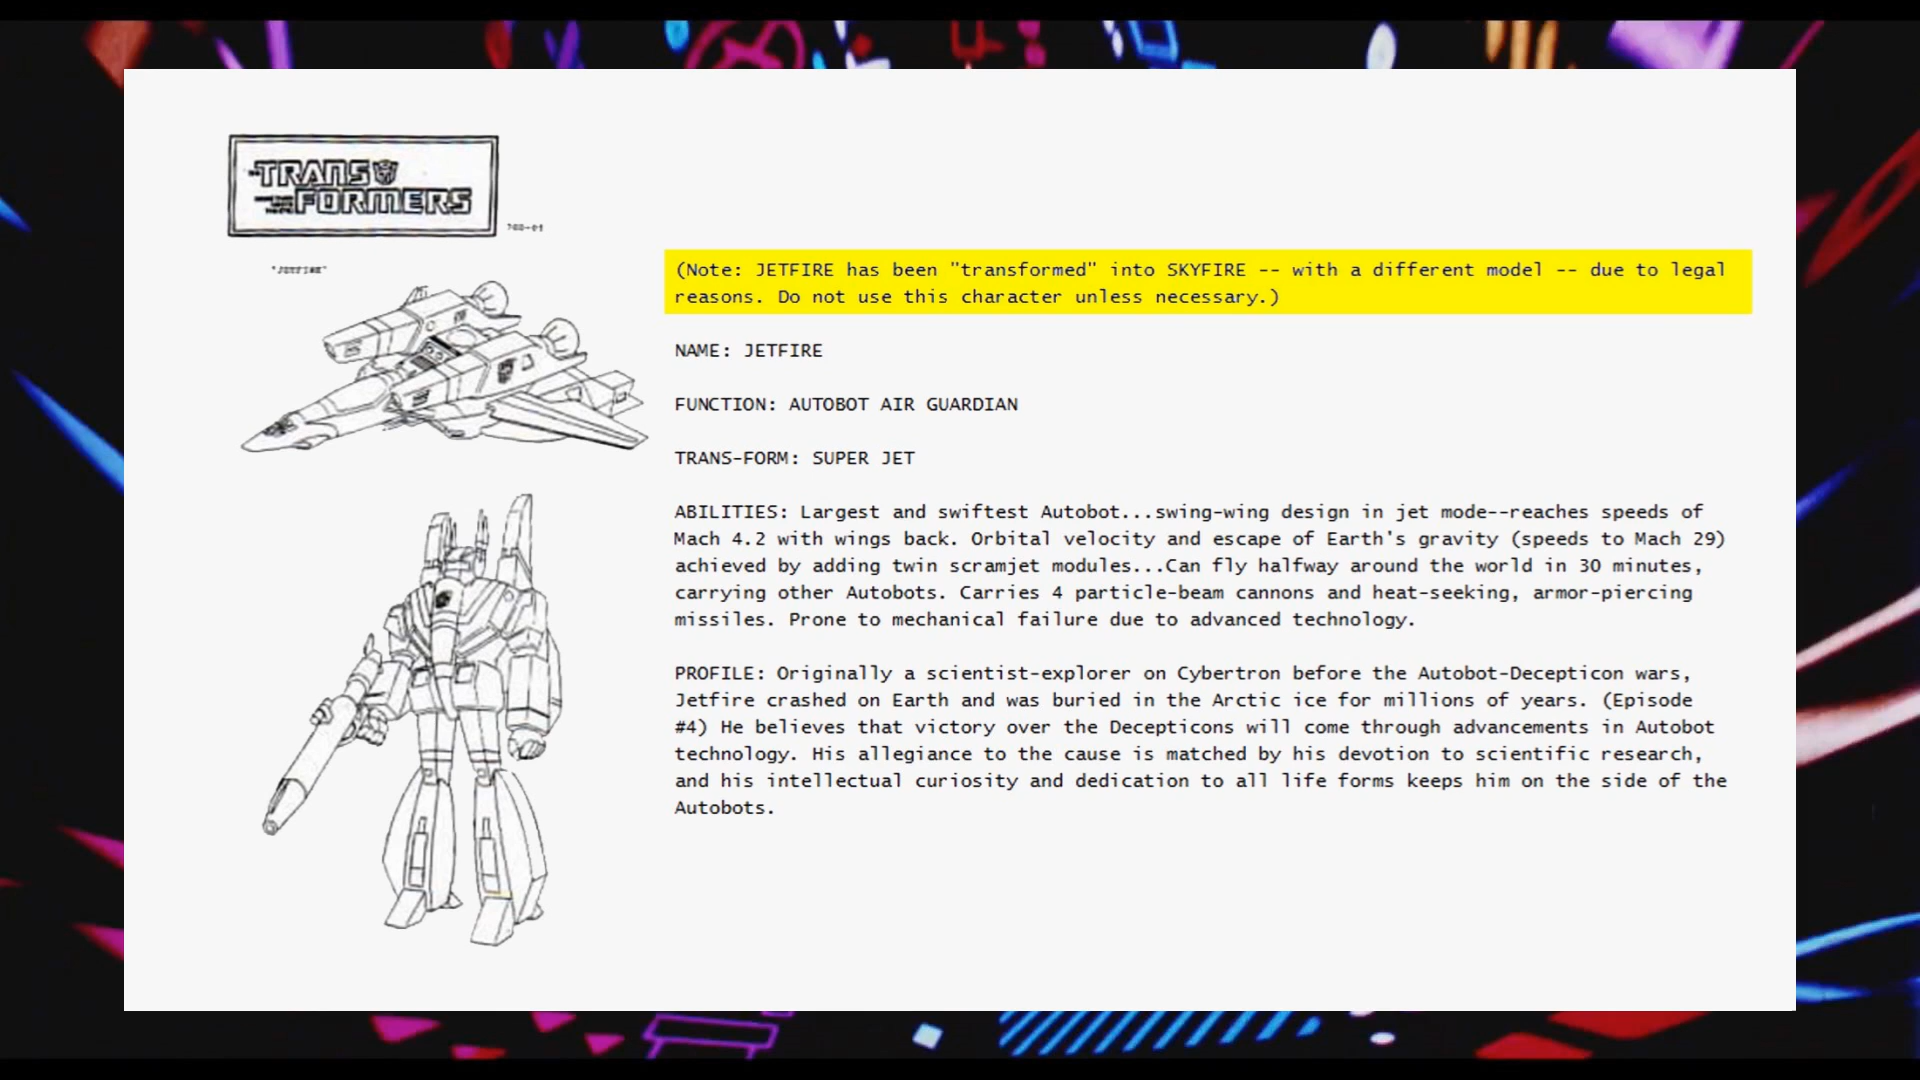 TRANS
FORMERS
"JETFIRE"
(Note: JETFIRE has been "transformed" into SKYFIRE -- with a different model -- due to legal
reasons. Do not use this character unless necessary.)
NAME: JETFIRE
FUNCTION: AUTOBOT AIR GUARDIAN
TRANS-FORM: SUPER JET
ABILITIES: Largest and swiftest Autobot...swing-wing design in jet mode--reaches speeds of
Mach 4.2 with wings back. Orbital velocity and escape of Earth's gravity (speeds to Mach 29)
achieved by adding twin scramjet modules...Can fly halfway around the world in 30 minutes,
carrying other Autobots. Carries 4 particle-beam cannons and heat-seeking, armor-piercing
missiles. Prone to mechanical failure due to advanced technology.
PROFILE: Originally a scientist-explorer on Cybertron before the Autobot-Decepticon wars,
Jetfire crashed on Earth and was buried in the Arctic ice for millions of years. (Episode
#4) He believes that victory over the Decepticons will come through advancements in Autobot
technology. His allegiance to the cause is matched by his devotion to scientific research,
and his intellectual curiosity and dedication to all life forms keeps him on the side of the
Autobots.